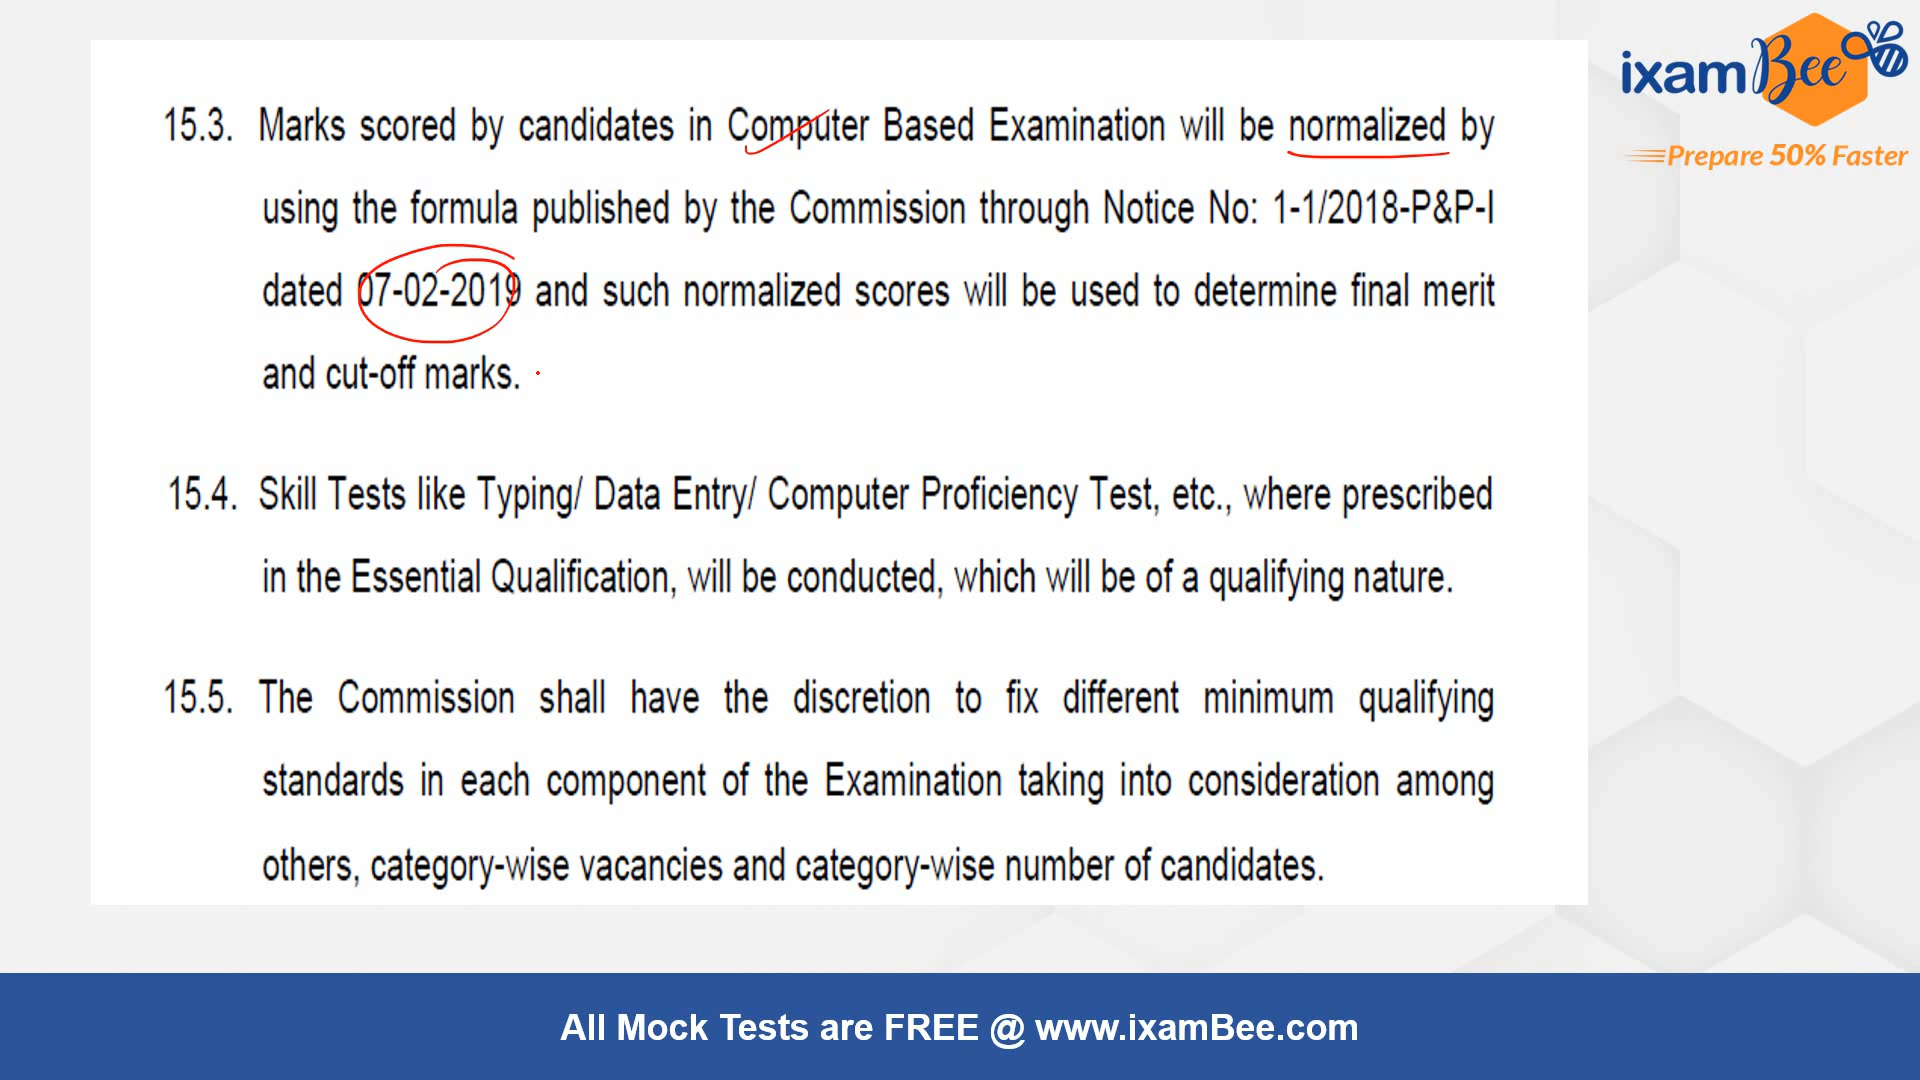 ixamBee
Prepare 50% Faster
15.3. Marks scored by candidates in Computer Based Examination will be normalized by
using the formula published by the Commission through Notice No: 1-1/2018-P&P-I
dated 07-02-2019 and such normalized scores will be used to determine final merit
and cut-off marks.
15.4. Skill Tests like Typing/ Data Entry/ Computer Proficiency Test, etc., where prescribed
in the Essential Qualification, will be conducted, which will be of a qualifying nature.
15.5. The Commission shall have the discretion to fix different minimum qualifying
standards in each component of the Examination taking into consideration among
others, category-wise vacancies and category-wise number of candidates.
All Mock Tests are FREE @ www.ixamBee.com